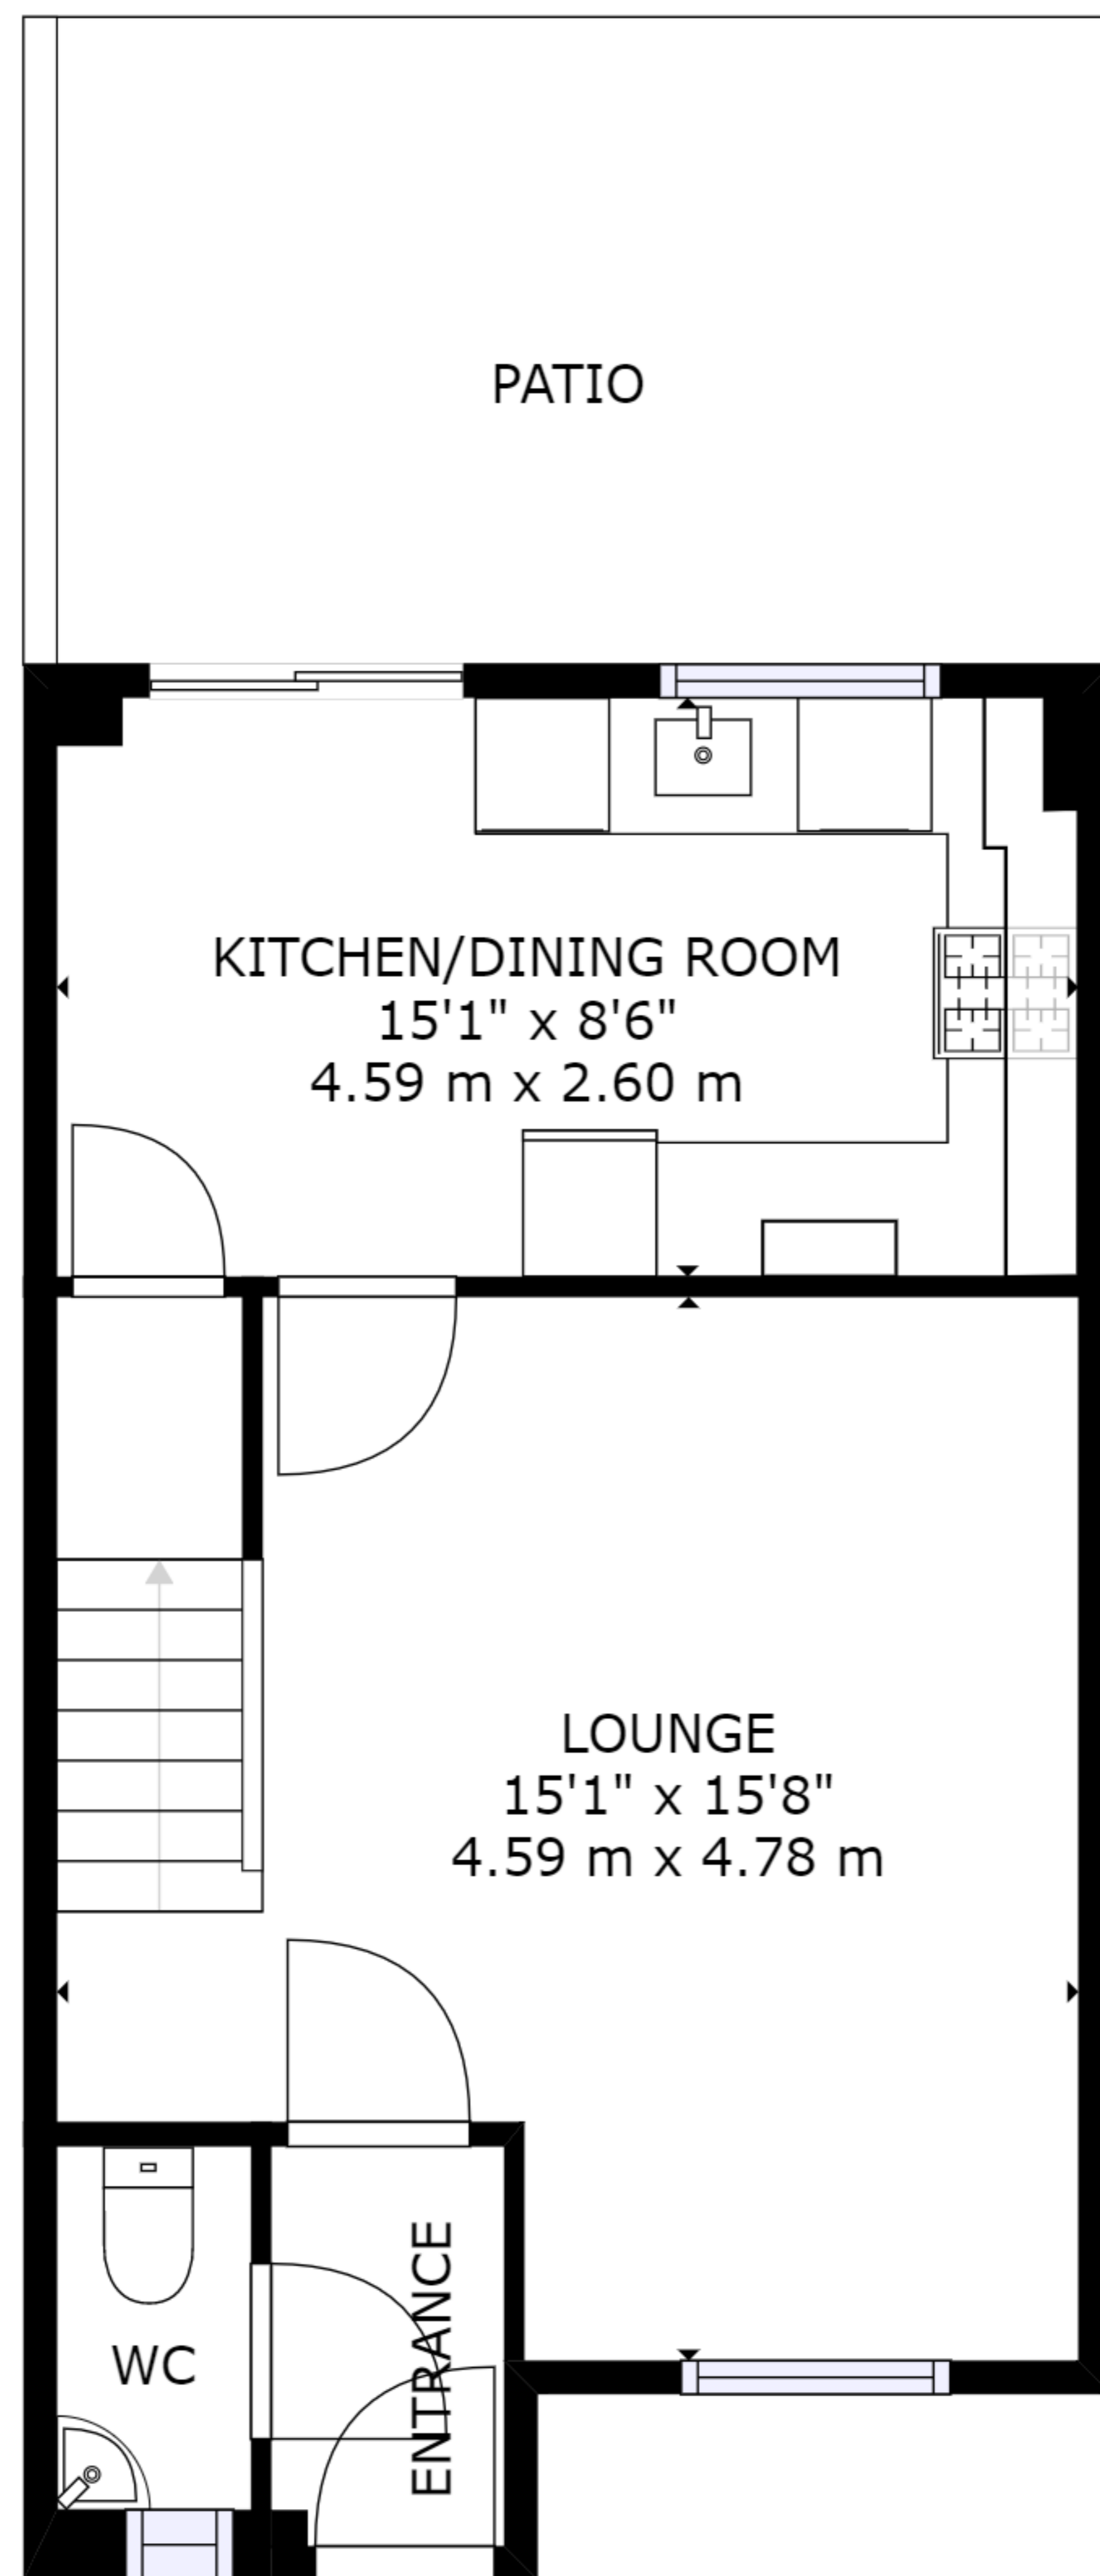 PATIO
KITCHEN/DINING ROOM
15'1" x 8'6"
4.59 m x 2.60 m
LOUNGE
15'1" x 15'8"
4.59 m x 4.78 m
ENTRANCE
WC